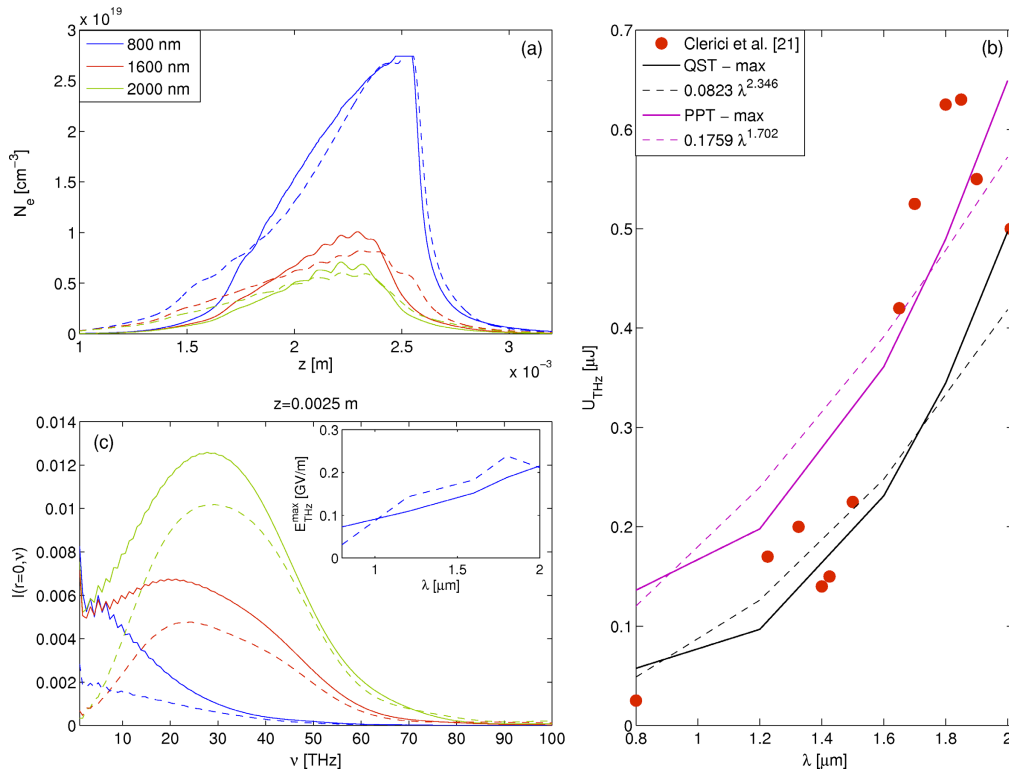 × 10^19
3
2.5
2
1.5
1
0.5
0
N_e [cm^−3]
800 nm
1600 nm
2000 nm
(a)
1
1.5
2
2.5
3
z [m]
× 10^−3
z=0.0025 m
0.014
0.012
0.01
0.008
0.006
0.004
0.002
0
I(r=0,ν)
(c)
10
20
30
40
50
60
70
80
90
100
ν [THz]
0.3
0.2
0.1
0
E_THz^max [GV/m]
1
1.5
2
λ [μm]
0.7
0.6
0.5
0.4
0.3
0.2
0.1
0
U_THz [μJ]
Clerici et al. [21]
QST − max
0.0823 λ^2.346
PPT − max
0.1759 λ^1.702
(b)
0.8
1
1.2
1.4
1.6
1.8
2
λ [μm]